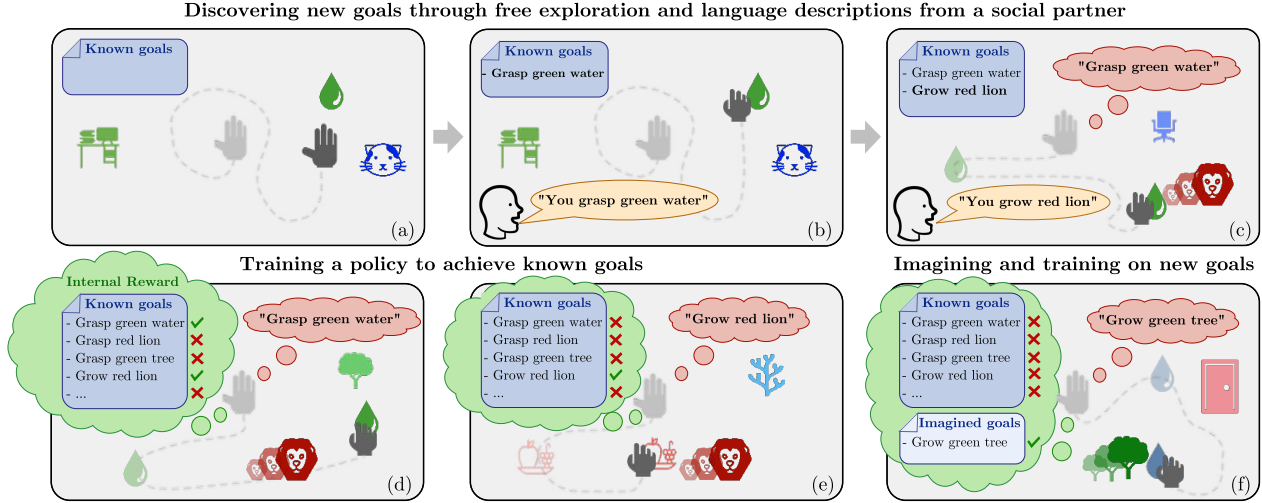 Discovering new goals through free exploration and language descriptions from a social partner
Known goals
(a)
Known goals
- Grasp green water
"You grasp green water"
(b)
Known goals
- Grasp green water
- Grow red lion
"Grasp green water"
"You grow red lion"
(c)
Training a policy to achieve known goals
Internal Reward
Known goals
- Grasp green water
- Grasp red lion
- Grasp green tree
- Grow red lion
- ...
"Grasp green water"
(d)
Known goals
- Grasp green water
- Grasp red lion
- Grasp green tree
- Grow red lion
- ...
"Grow red lion"
(e)
Imagining and training on new goals
Known goals
- Grasp green water
- Grasp red lion
- Grasp green tree
- Grow red lion
- ...
Imagined goals
- Grow green tree
"Grow green tree"
(f)